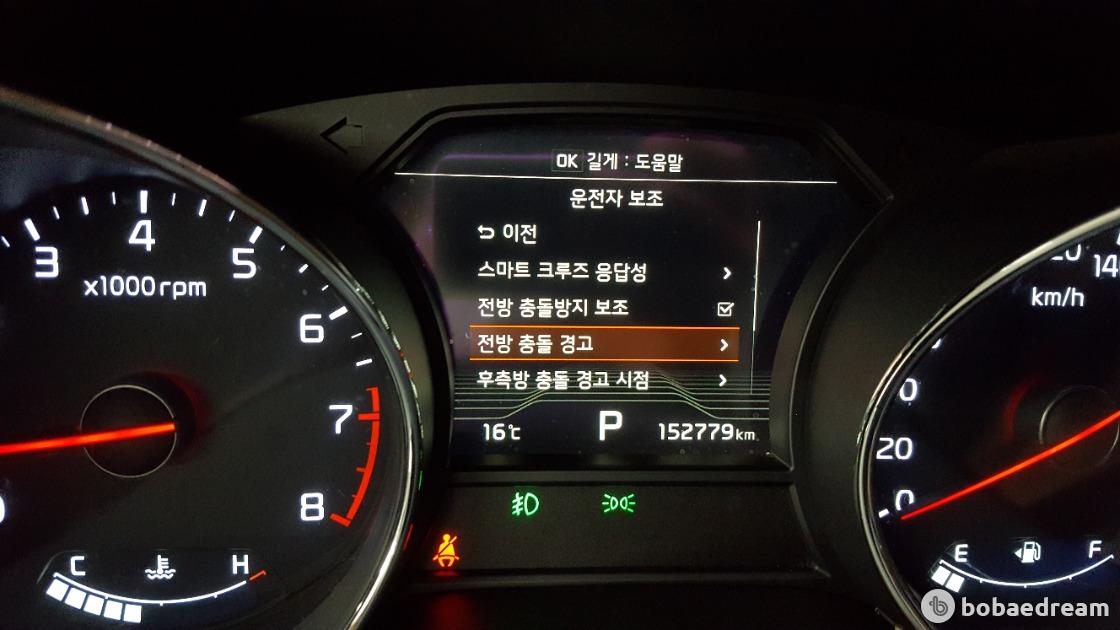 OK 길게 : 도움말
운전자 보조
이전
스마트 크루즈 응답성
전방 충돌방지 보조
전방 충돌 경고
후측방 충돌 경고 시점
16℃ P 152779km
3 4 5 6 7 8
x1000rpm
C H
140
km/h
20
0
E F
bobaedream